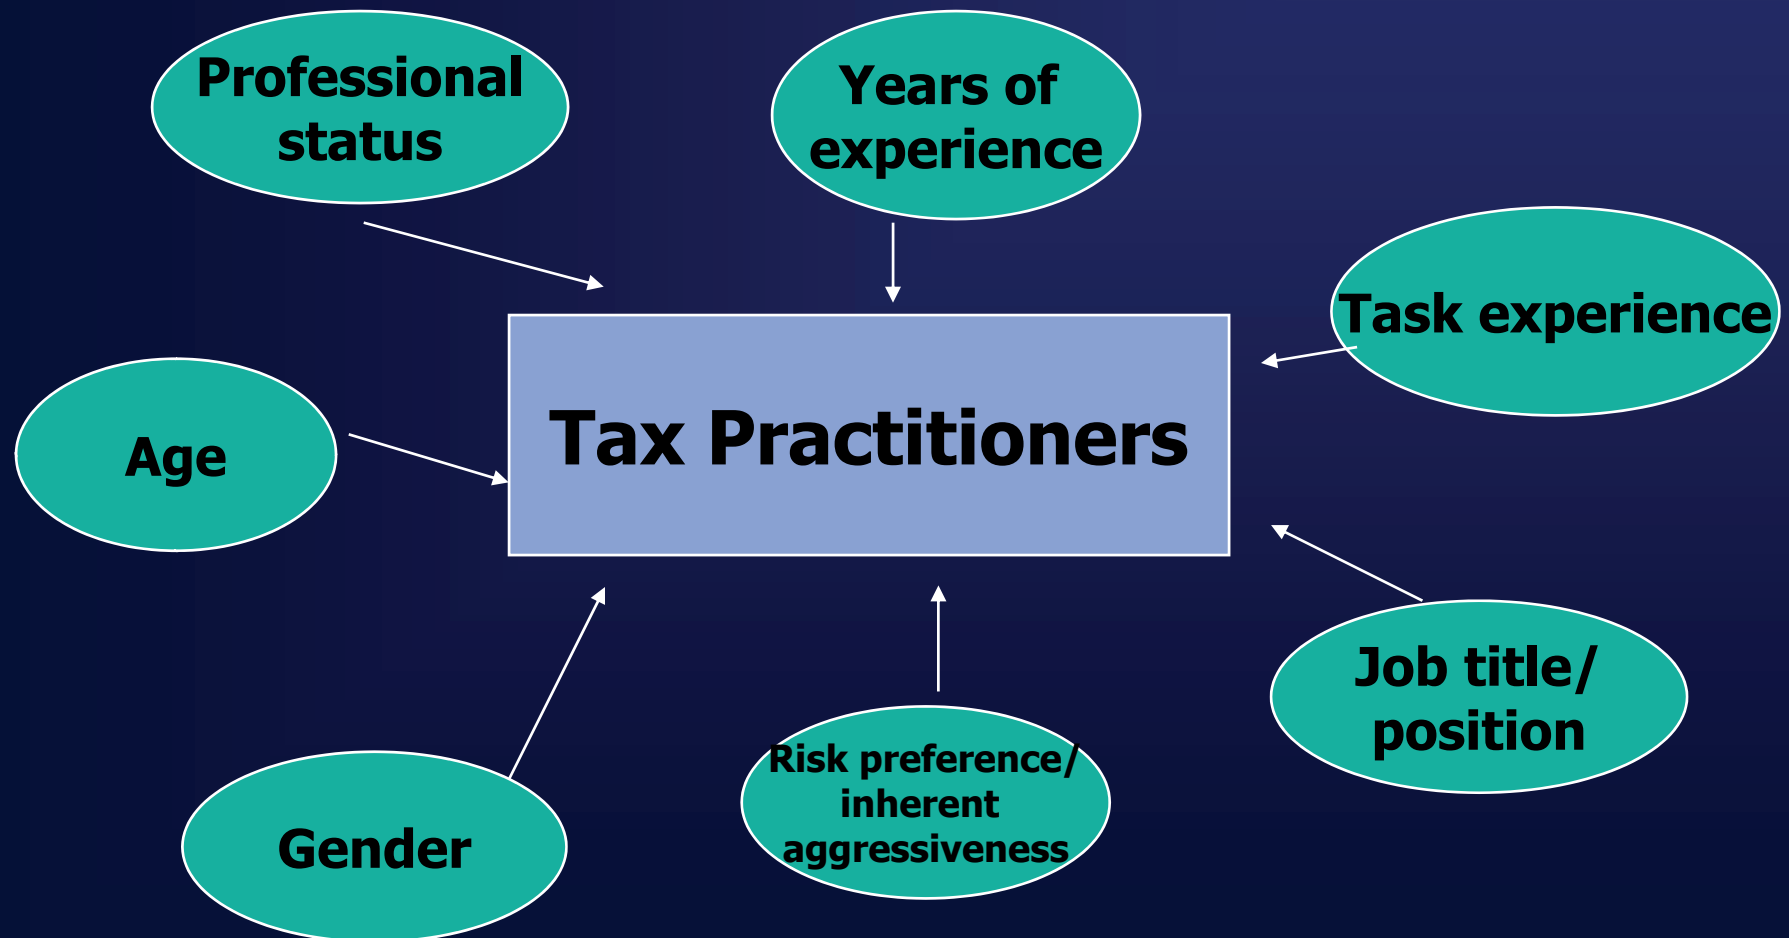 Professional
status
Years of
experience
Task experience
Tax Practitioners
Age
Job title/
position
Risk preference/
inherent
aggressiveness
Gender